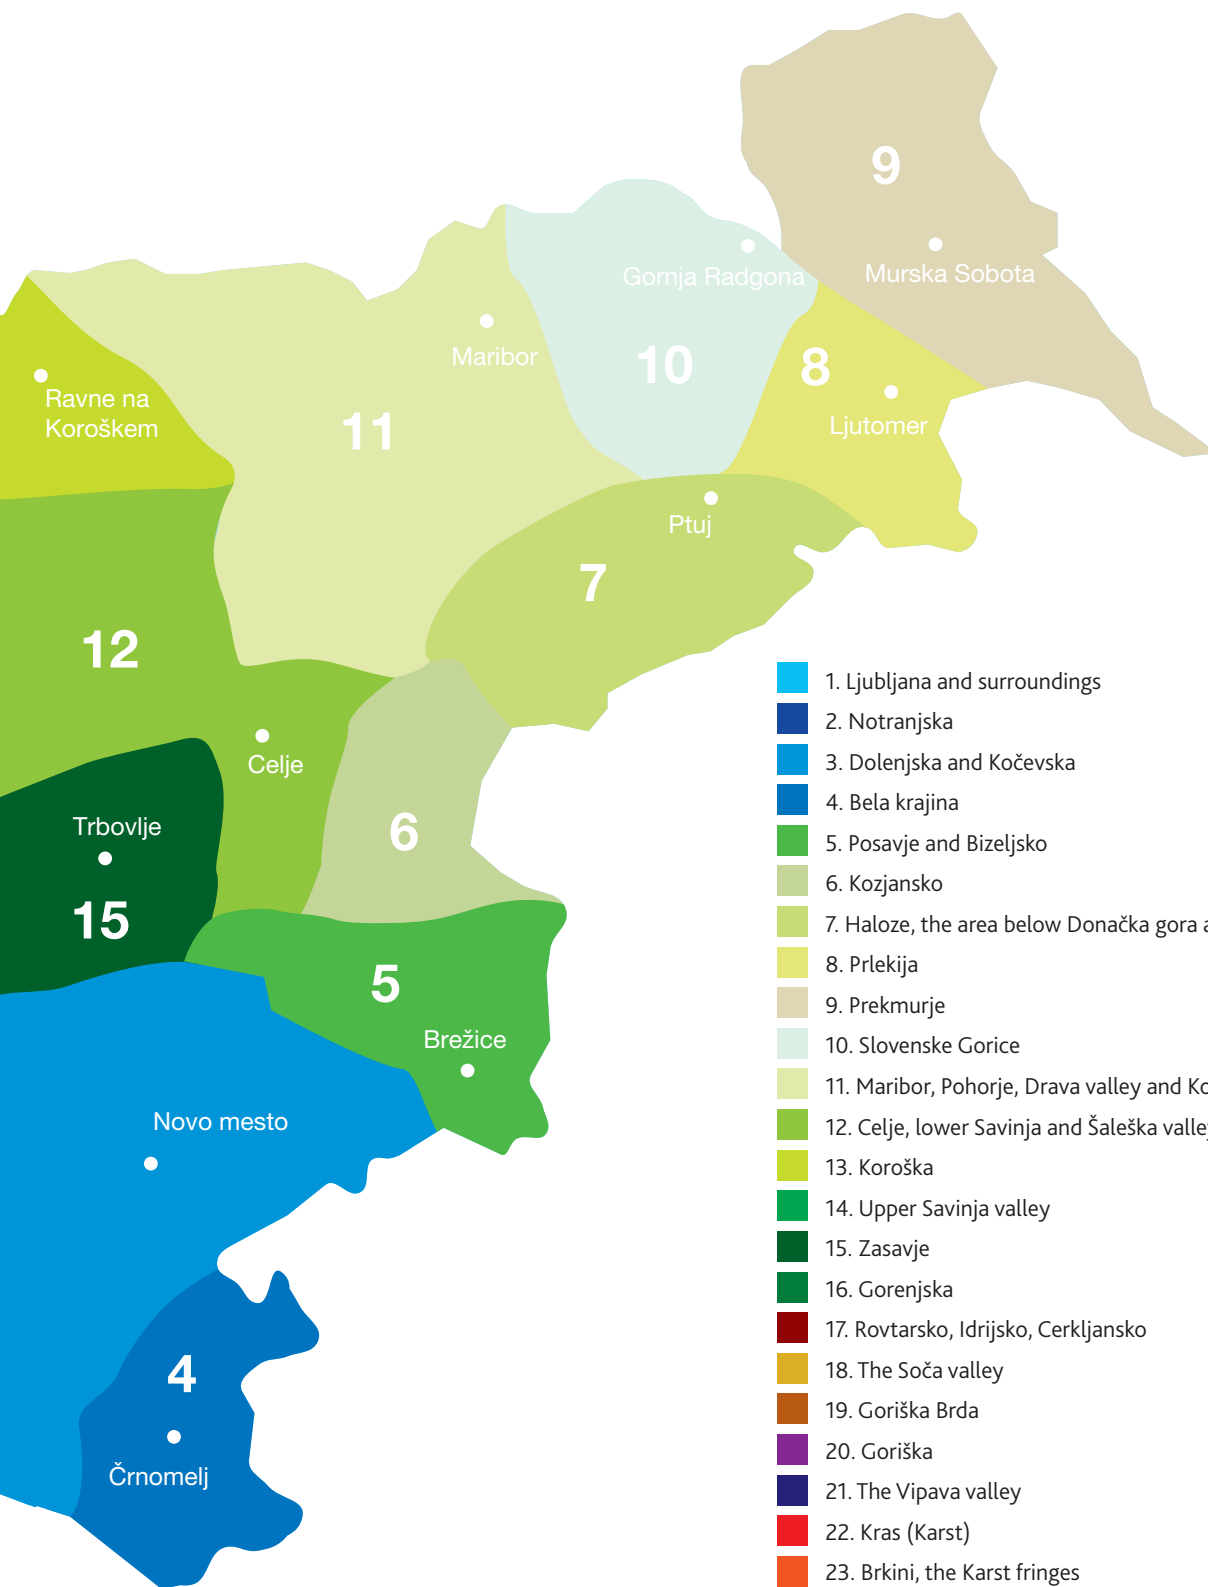 9
Gornja Radgona
Murska Sobota
Maribor
10
8
Ravne na
Koroškem
11
Ljutomer
Ptuj
7
12
Celje
Trbovlje
6
15
5
Brežice
Novo mesto
4
Črnomelj
1. Ljubljana and surroundings
2. Notranjska
3. Dolenjska and Kočevska
4. Bela krajina
5. Posavje and Bizeljsko
6. Kozjansko
7. Haloze, the area below Donačka gora a
8. Prlekija
9. Prekmurje
10. Slovenske Gorice
11. Maribor, Pohorje, Drava valley and Ko
12. Celje, lower Savinja and Šaleška valley
13. Koroška
14. Upper Savinja valley
15. Zasavje
16. Gorenjska
17. Rovtarsko, Idrijsko, Cerkljansko
18. The Soča valley
19. Goriška Brda
20. Goriška
21. The Vipava valley
22. Kras (Karst)
23. Brkini, the Karst fringes